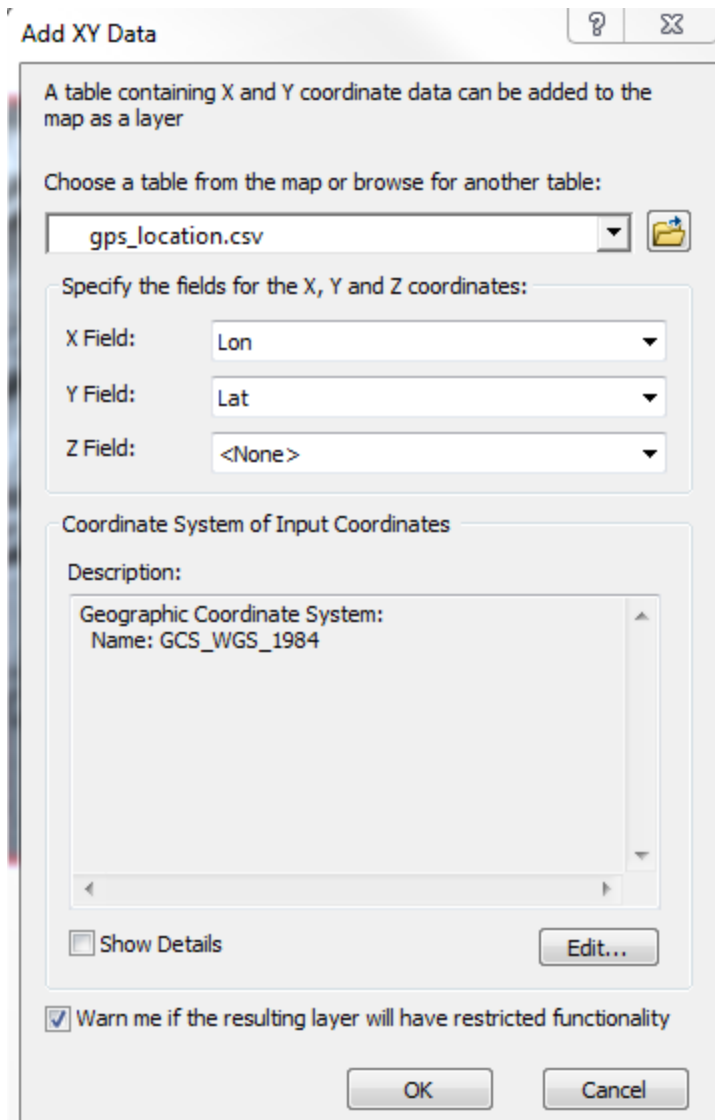 Add XY Data
A table containing X and Y coordinate data can be added to the
map as a layer
Choose a table from the map or browse for another table:
gps_location.csv
Specify the fields for the X, Y and Z coordinates:
X Field: Lon
Y Field: Lat
Z Field: <None>
Coordinate System of Input Coordinates
Description:
Geographic Coordinate System:
Name: GCS_WGS_1984
Show Details Edit...
Warn me if the resulting layer will have restricted functionality
OK Cancel